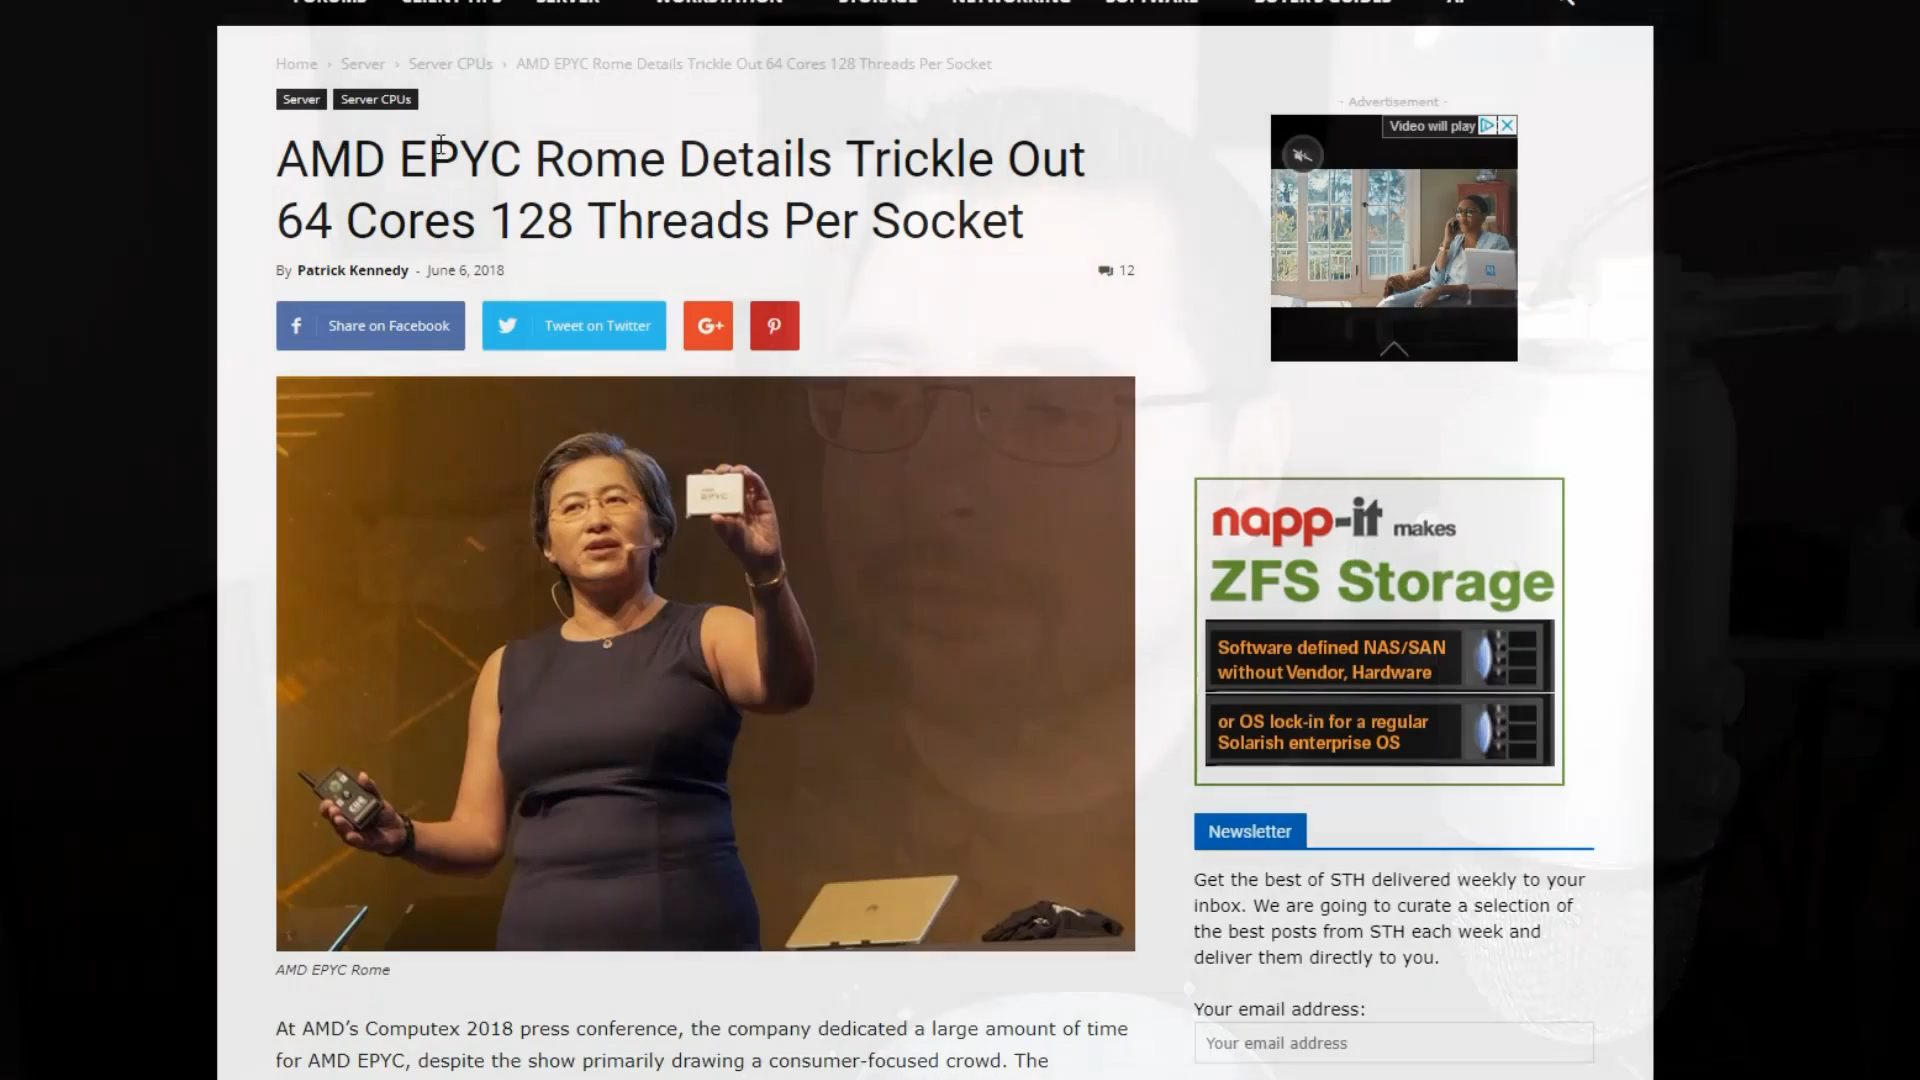 Home › Server › Server CPUs › AMD EPYC Rome Details Trickle Out 64 Cores 128 Threads Per Socket
Server
Server CPUs
AMD EPYC Rome Details Trickle Out
64 Cores 128 Threads Per Socket
By Patrick Kennedy - June 6, 2018
12
Share on Facebook
Tweet on Twitter
G+
EPYC
AMD EPYC Rome
At AMD’s Computex 2018 press conference, the company dedicated a large amount of time
for AMD EPYC, despite the show primarily drawing a consumer-focused crowd. The
- Advertisement -
Video will play
napp-it makes
ZFS Storage
Software defined NAS/SAN
without Vendor, Hardware
or OS lock-in for a regular
Solarish enterprise OS
Newsletter
Get the best of STH delivered weekly to your
inbox. We are going to curate a selection of
the best posts from STH each week and
deliver them directly to you.
Your email address:
Your email address